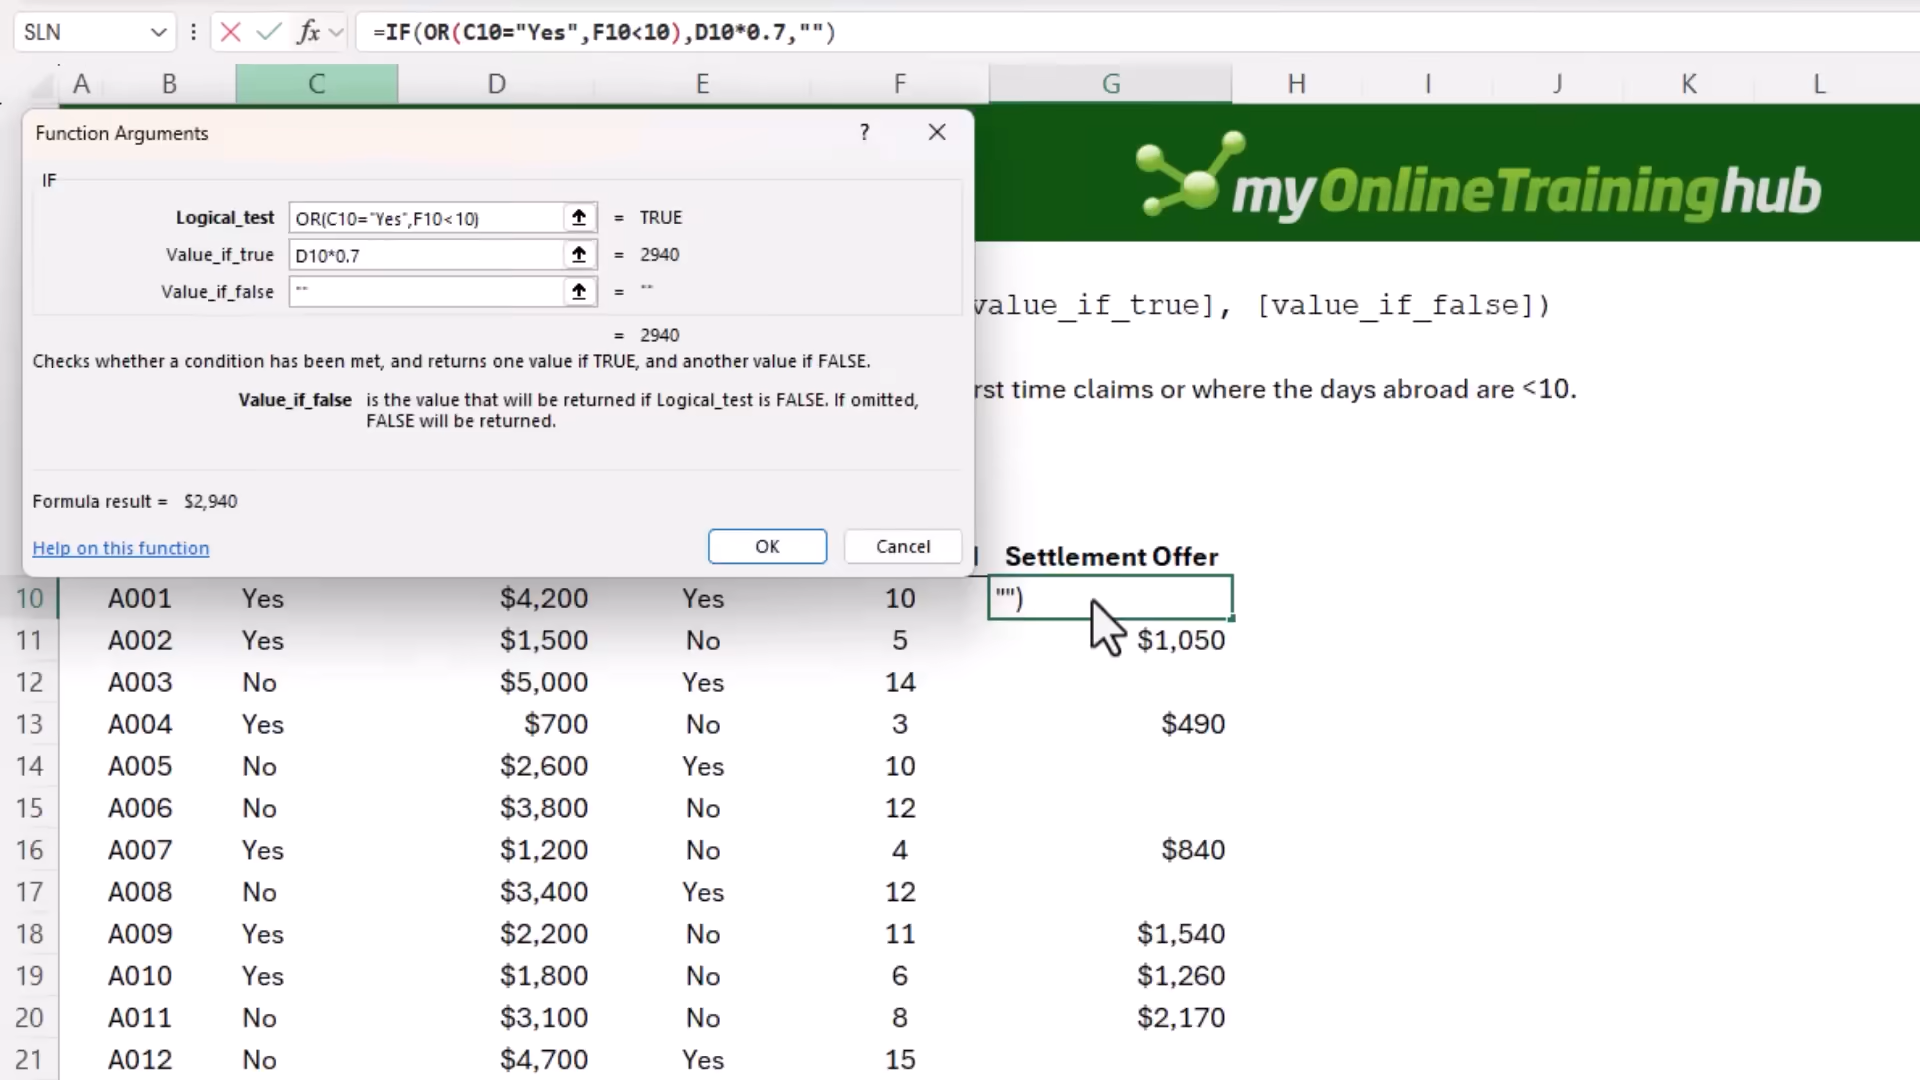 SLN fx =IF(OR(C10="Yes",F10<10),D10*0.7,"")
A B C D E F G H I J K L
Function Arguments ? 
myOnlineTraininghub
IF
Logical_test OR(C10="Yes",F10<10) = TRUE
Value_if_true D10*0.7 = 2940
Value_if_false "" = ""
value_if_true], [value_if_false])
= 2940
Checks whether a condition has been met, and returns one value if TRUE, and another value if FALSE.
rst time claims or where the days abroad are <10.
Value_if_false is the value that will be returned if Logical_test is FALSE. If omitted,
FALSE will be returned.
Formula result = $2,940
Help on this function OK Cancel
Settlement Offer
10 A001 Yes $4,200 Yes 10 "")
11 A002 Yes $1,500 No 5 $1,050
12 A003 No $5,000 Yes 14
13 A004 Yes $700 No 3 $490
14 A005 No $2,600 Yes 10
15 A006 No $3,800 No 12
16 A007 Yes $1,200 No 4 $840
17 A008 No $3,400 Yes 12
18 A009 Yes $2,200 No 11 $1,540
19 A010 Yes $1,800 No 6 $1,260
20 A011 No $3,100 No 8 $2,170
21 A012 No $4,700 Yes 15